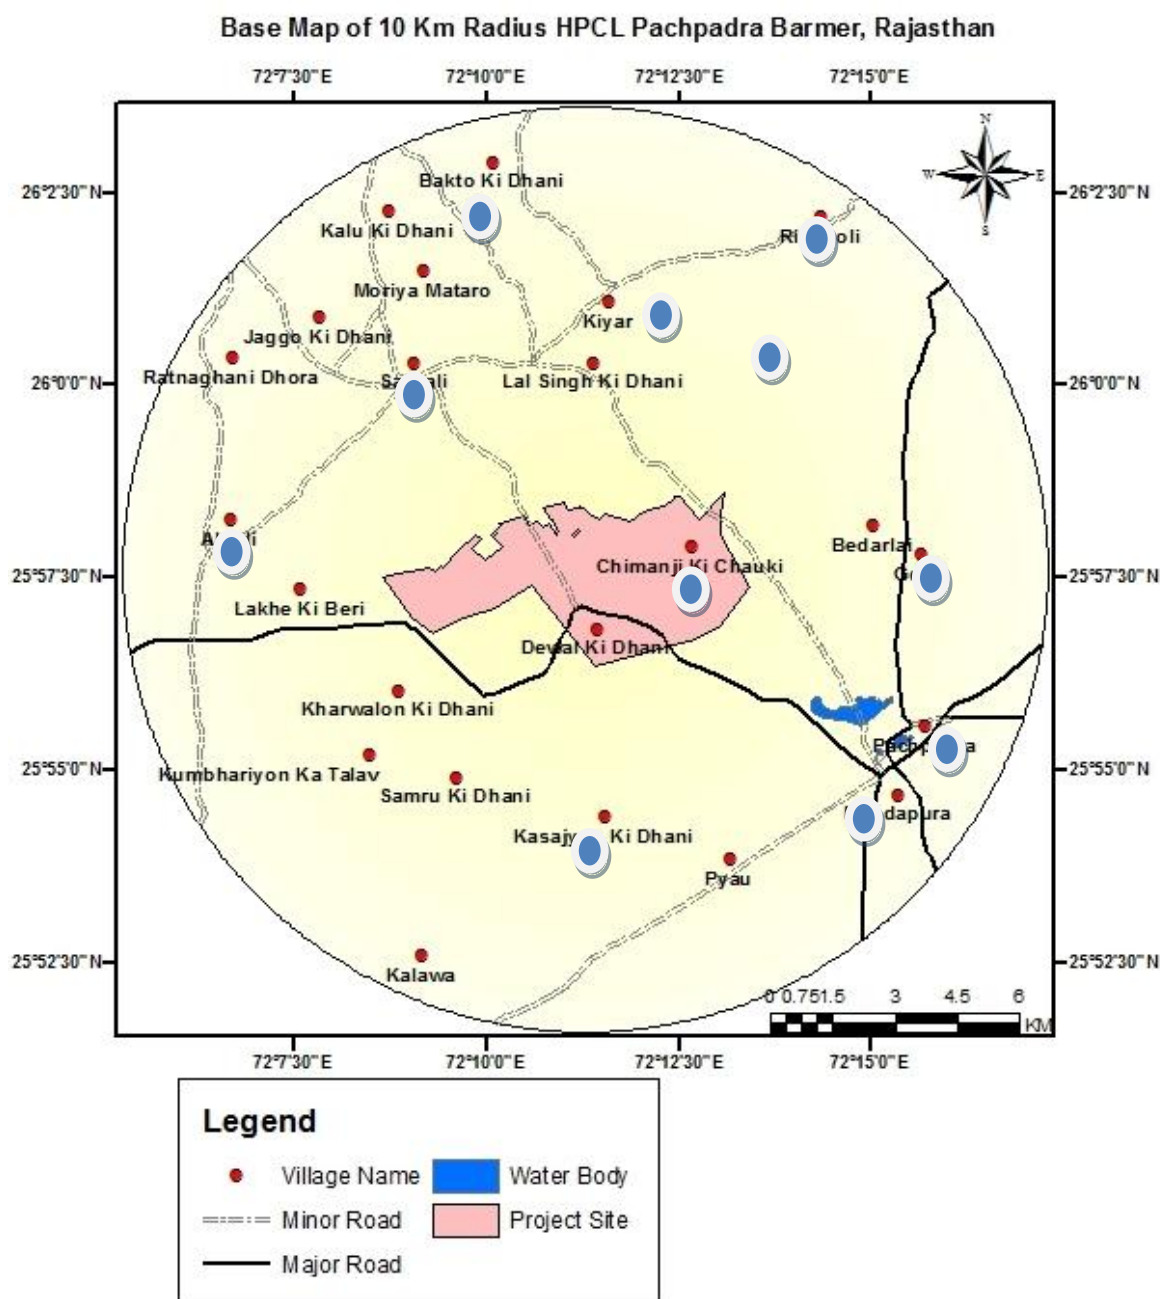 Base Map of 10 Km Radius HPCL Pachpadra Barmer, Rajasthan
72°7'30"E 72°10'0"E 72°12'30"E 72°15'0"E
N
W E
S
26°2'30"N 26°2'30"N
Bakto Ki Dhani
Kalu Ki Dhani
Moriya Mataro
Kiyar
Jaggo Ki Dhani
Ratnaghani Dhora
Lal Singh Ki Dhani
26°0'0"N 26°0'0"N
Bedarlai
Chimanji Ki Chauki
25°57'30"N 25°57'30"N
Lakhe Ki Beri
Dewal Ki Dhani
Kharwalon Ki Dhani
25°55'0"N 25°55'0"N
Kumbhariyon Ka Talav
Samru Ki Dhani
Ki Dhani
Pyau
25°52'30"N 25°52'30"N
Kalawa
0 0.75 1.5 3 4.5 6
KM
72°7'30"E 72°10'0"E 72°12'30"E 72°15'0"E
Legend
Village Name Water Body
Minor Road Project Site
Major Road